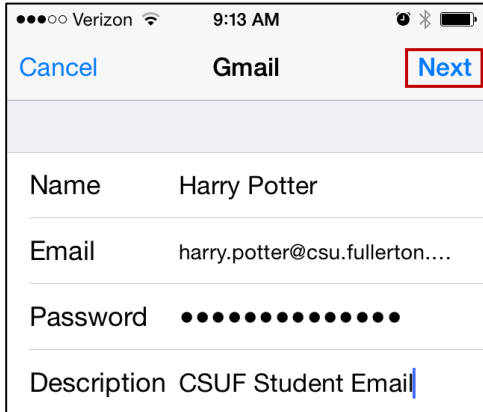 ●●●○○ Verizon 9:13 AM
Cancel Gmail Next
Name Harry Potter
Email harry.potter@csu.fullerton....
Password ●●●●●●●●●●●●●●
Description CSUF Student Email